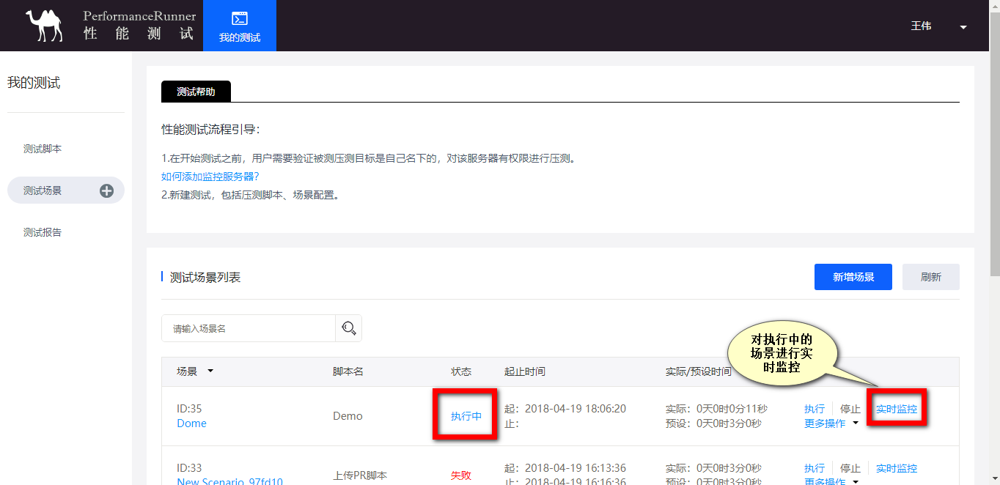 PerformanceRunner
性能测试
我的测试
王伟
我的测试
测试脚本
测试场景
测试报告
测试帮助
性能测试流程引导：
1.在开始测试之前，用户需要验证被测压测目标是自己名下的，对该服务器有权限进行压测。
如何添加监控服务器？
2.新建测试，包括压测脚本、场景配置。
测试场景列表
新增场景
刷新
请输入场景名
对执行中的
场景进行实
时监控
场景 脚本名 状态 起止时间 实际/预设时间
ID:35
Dome
Demo
执行中
起：2018-04-19 18:06:20
止：
实际：0天0时0分11秒
预设：0天0时3分0秒
执行 停止 实时监控
更多操作
ID:33
New Scenario_97fd10
上传PR脚本
失败
起：2018-04-19 16:13:36
止：2018-04-19 16:16:36
实际：0天0时3分0秒
预设：0天0时3分0秒
执行 停止 实时监控
更多操作